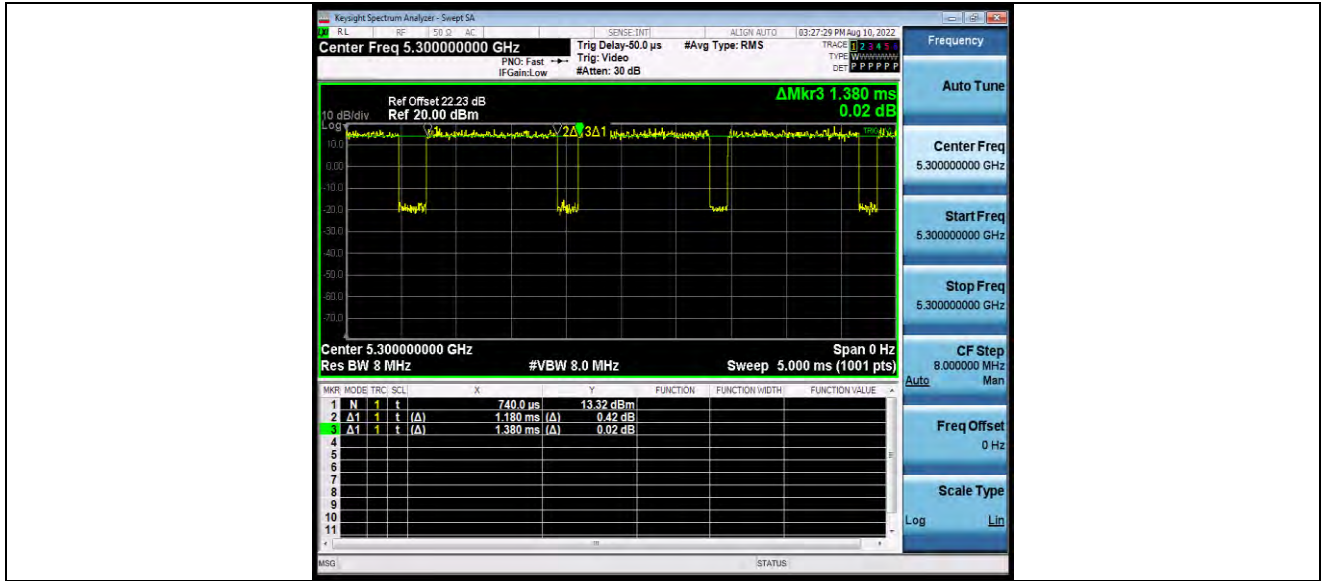 Keysight Spectrum Analyzer - Swept SA
RL RF 50 Ω AC SENSE:INT ALIGN AUTO 03:27:29 PM Aug 10, 2022
Center Freq 5.300000000 GHz
PNO: Fast
IFGain:Low
Trig Delay-50.0 µs
Trig: Video
#Atten: 30 dB
#Avg Type: RMS
TRACE 1 2 3 4 5 6
TYPE WWWWWW
DET P P P P P P
ΔMkr3 1.380 ms
0.02 dB
Ref Offset 22.23 dB
10 dB/div Ref 20.00 dBm
Log
1 2Δ1 3Δ1
10.0
0.00
-10.0
-20.0
-30.0
-40.0
-50.0
-60.0
-70.0
Center 5.300000000 GHz Span 0 Hz
Res BW 8 MHz #VBW 8.0 MHz Sweep 5.000 ms (1001 pts)
MKR MODE TRC SCL X Y FUNCTION FUNCTION WIDTH FUNCTION VALUE
1 N 1 t 740.0 µs 13.32 dBm
2 Δ1 1 t (Δ) 1.180 ms (Δ) 0.42 dB
3 Δ1 1 t (Δ) 1.380 ms (Δ) 0.02 dB
4
5
6
7
8
9
10
11
MSG STATUS
Frequency
Auto Tune
Center Freq
5.300000000 GHz
Start Freq
5.300000000 GHz
Stop Freq
5.300000000 GHz
CF Step
8.000000 MHz
Auto Man
Freq Offset
0 Hz
Scale Type
Log Lin